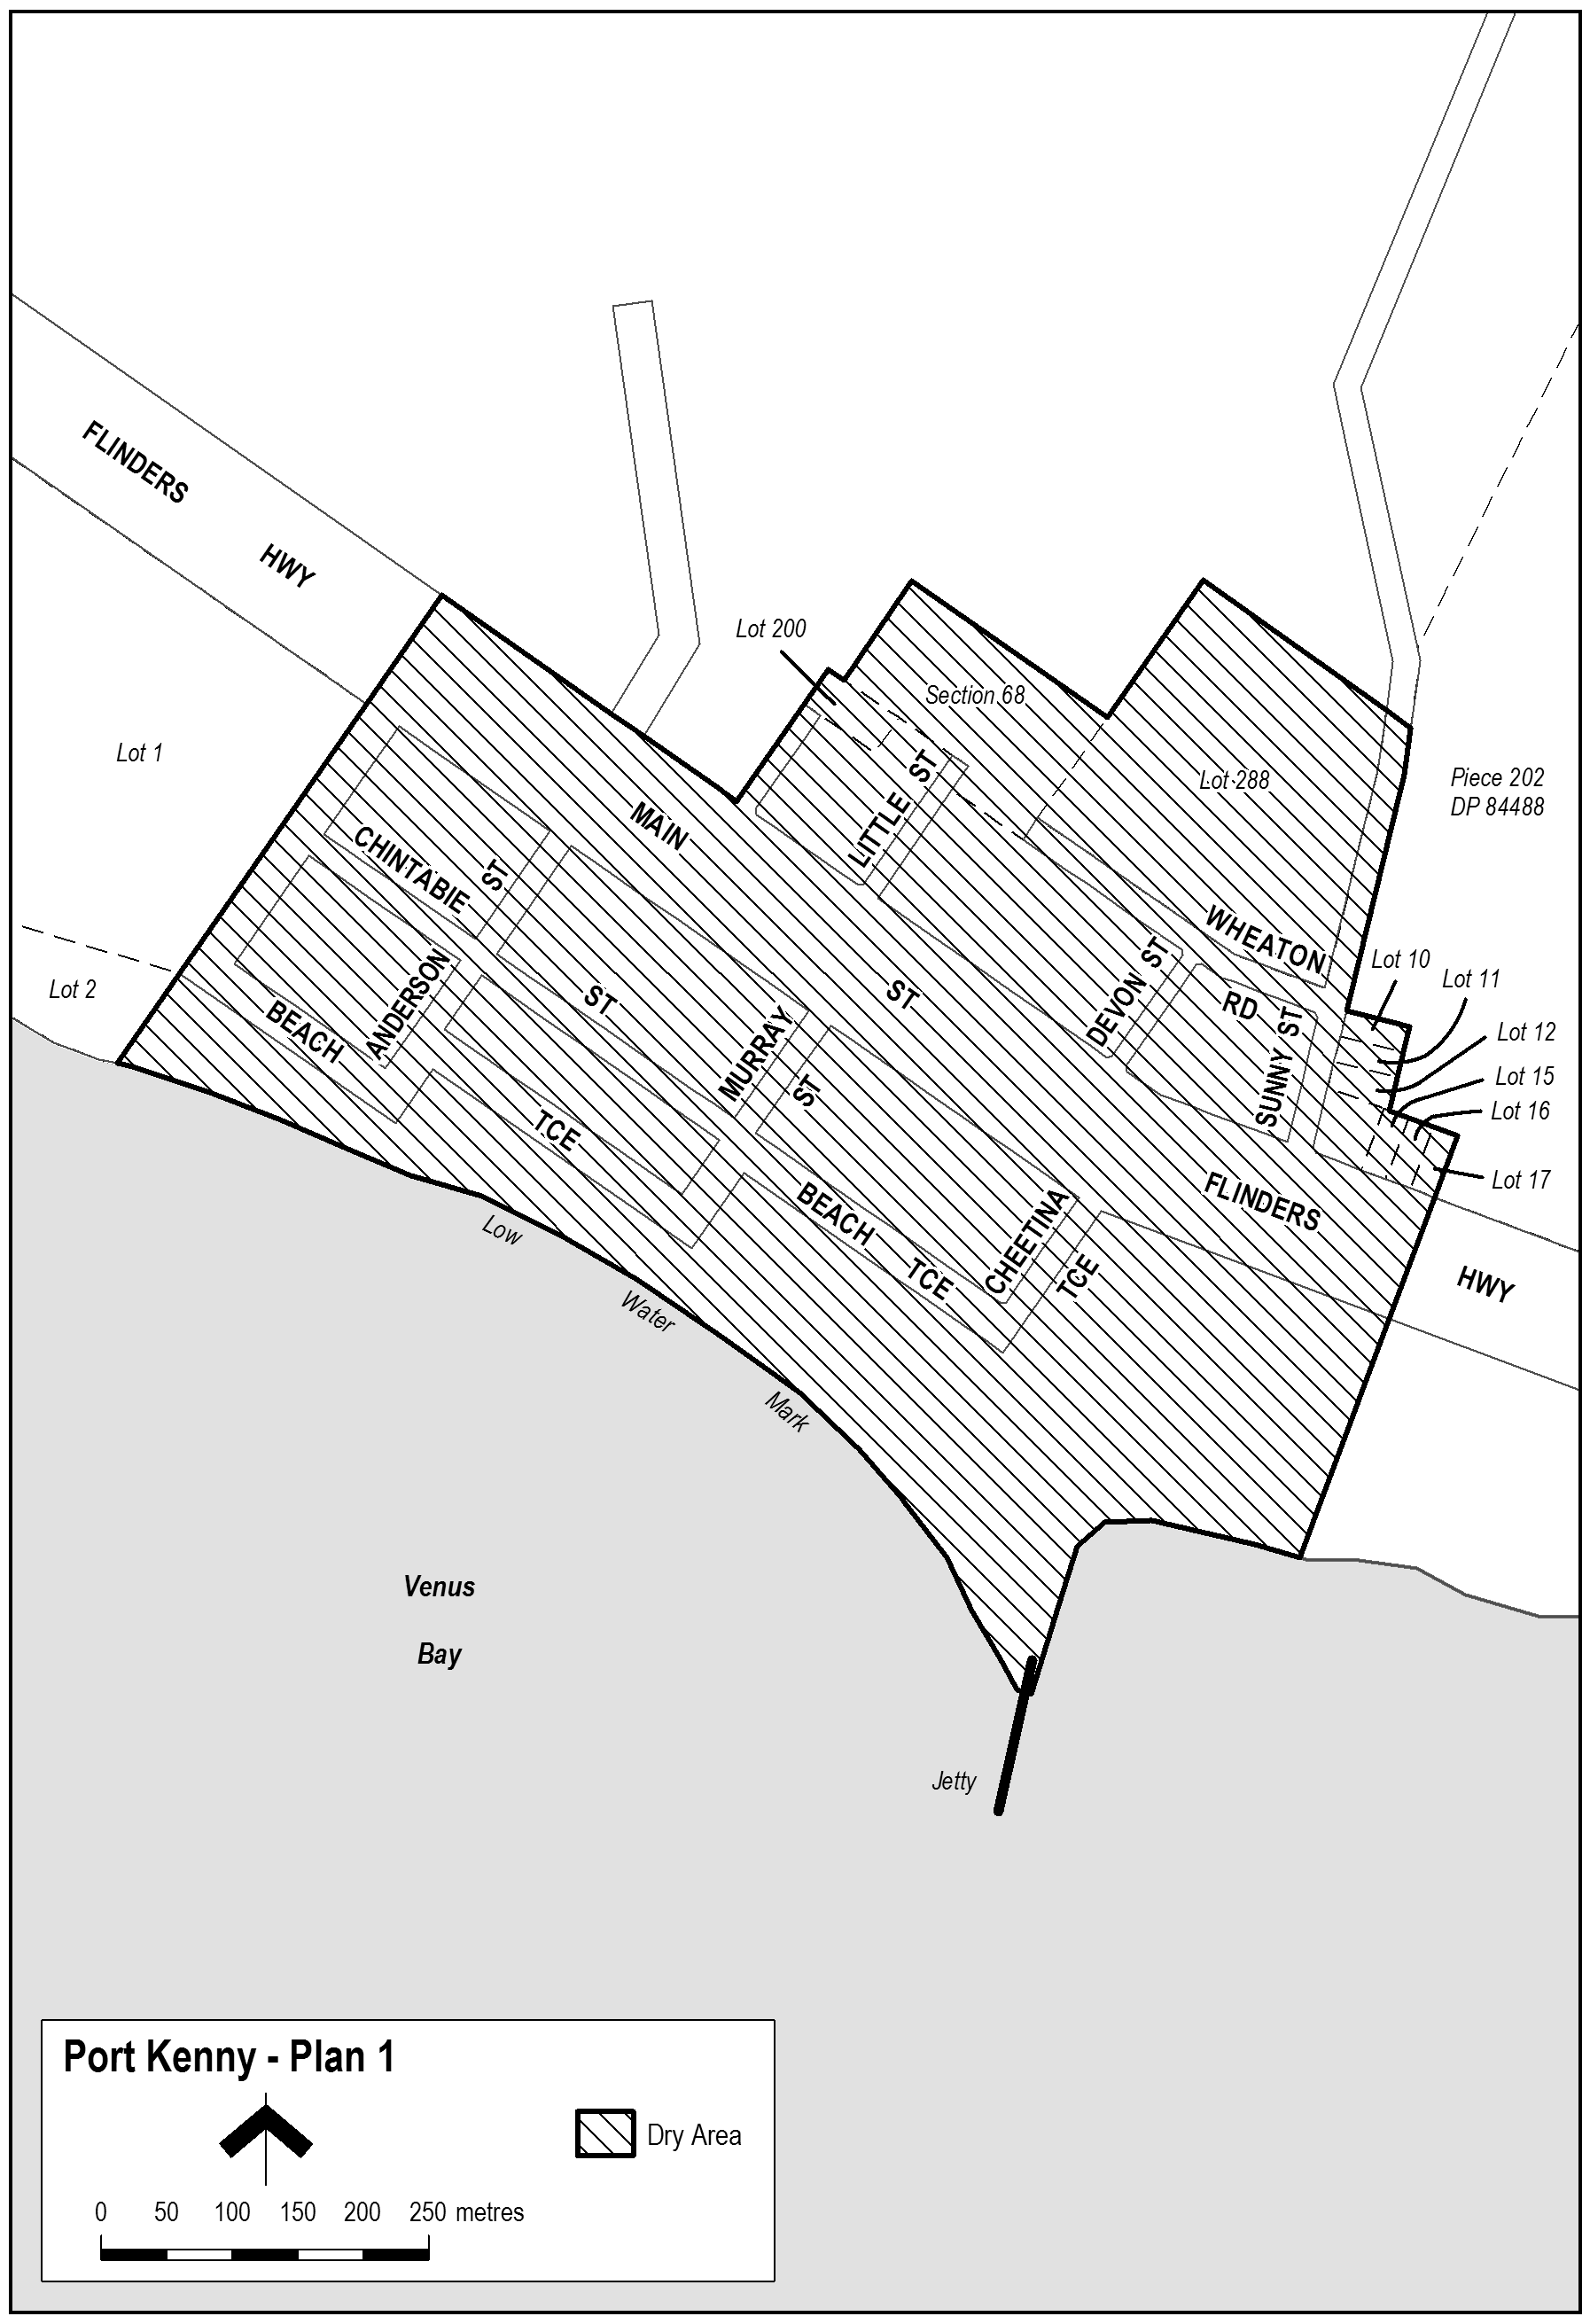 FLINDERS
HWY
Lot 200
Section 68
Lot 1
Lot 288
Piece 202
DP 84488
MAIN
LITTLE ST
CHINTABIE
ST
WHEATON
RD
Lot 10
Lot 11
Lot 12
Lot 15
Lot 16
Lot 17
Lot 2
BEACH
ANDERSON
ST
ST
MURRAY
ST
DEVON ST
SUNNY ST
TCE
FLINDERS
HWY
BEACH
TCE
CHEETINA
TCE
Low
Water
Mark
Venus
Bay
Jetty
Port Kenny - Plan 1
Dry Area
0 50 100 150 200 250 metres